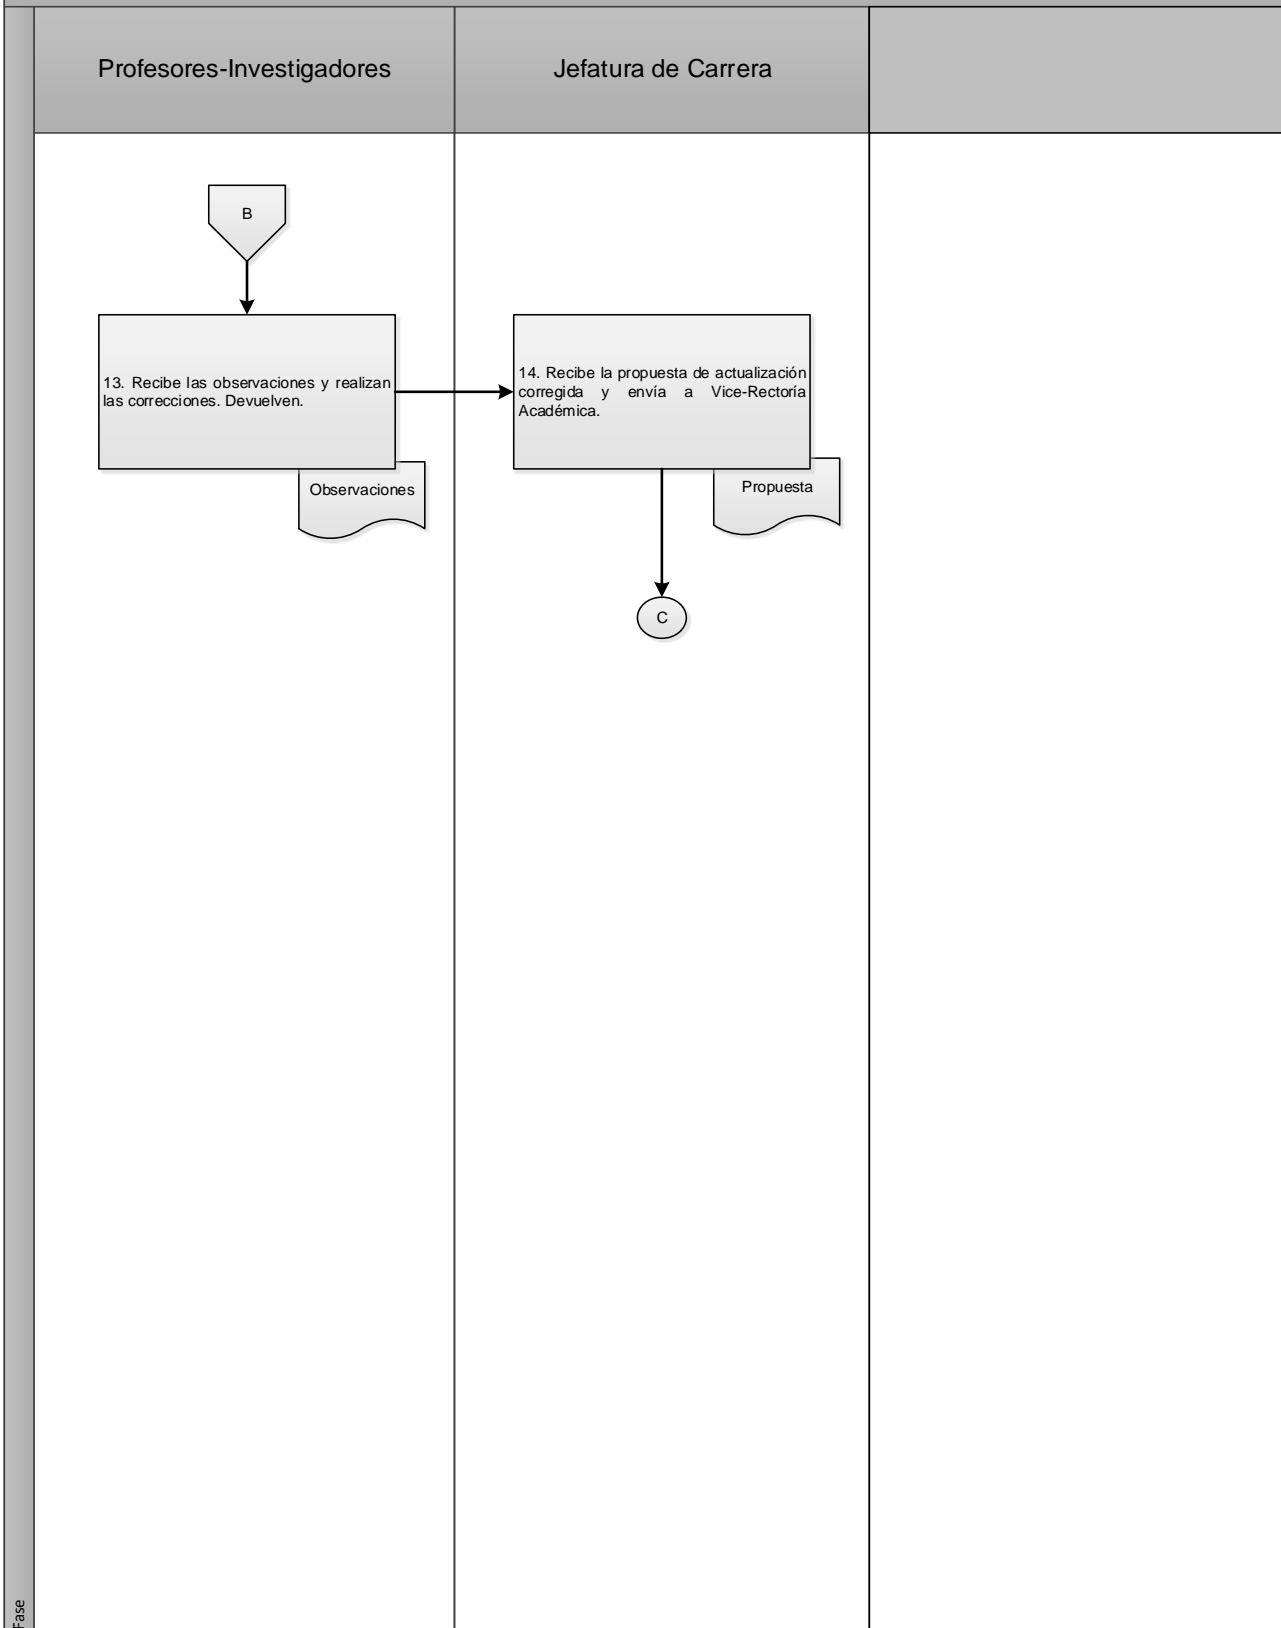 Profesores-Investigadores
Jefatura de Carrera
B
13. Recibe las observaciones y realizan
las correcciones. Devuelven.
Observaciones
14. Recibe la propuesta de actualización
corregida y envía a Vice-Rectoría
Académica.
Propuesta
C
Fase